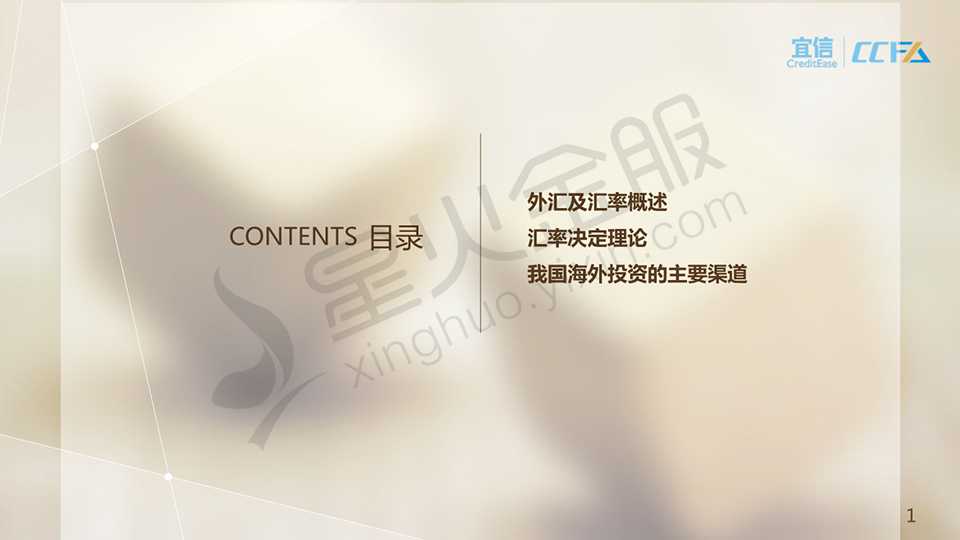 宜信
CreditEase
CCFA
CONTENTS 目录
外汇及汇率概述
汇率决定理论
我国海外投资的主要渠道
星火金服
xinghuo.yixin.com
1